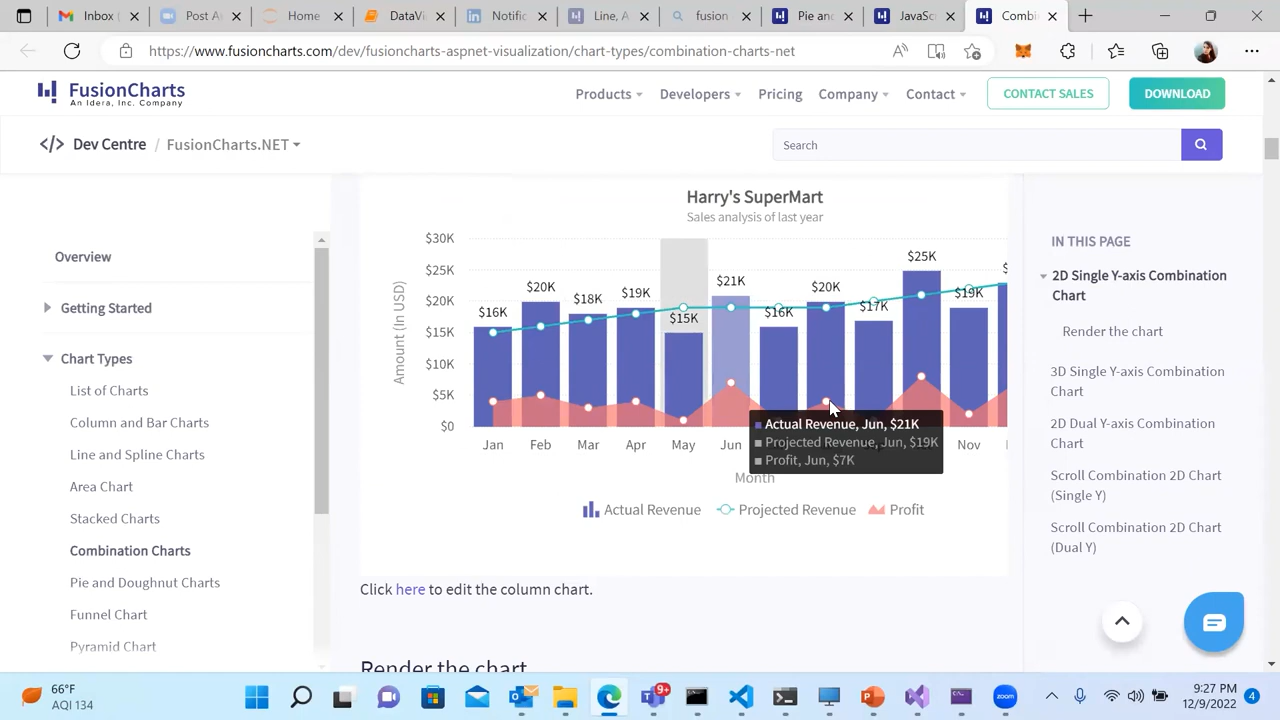 Inbox
Post A
Home
DataVi
Notific
Line, A
fusion
Pie and
Area C
Combi
https://www.fusioncharts.com/dev/fusioncharts-aspnet-visualization/chart-types/combination-charts-net
FusionCharts
An Idera, Inc. Company
Products
Developers
Pricing
Company
Contact
CONTACT SALES
DOWNLOAD
</> Dev Centre / FusionCharts.NET
Search
Overview
Getting Started
Chart Types
List of Charts
Column and Bar Charts
Line and Spline Charts
Area Chart
Stacked Charts
Combination Charts
Pie and Doughnut Charts
Funnel Chart
Pyramid Chart
Harry's SuperMart
Sales analysis of last year
Amount (In USD)
$30K
$25K
$20K
$15K
$10K
$5K
$0
$16K
$20K
$18K
$19K
$15K
$21K
$16K
$20K
$17K
$25K
$19K
Jan
Feb
Mar
Apr
May
Jun
Nov
Actual Revenue, Jun, $21K
Projected Revenue, Jun, $19K
Profit, Jun, $7K
Month
Actual Revenue
Projected Revenue
Profit
Click here to edit the column chart.
Render the chart
IN THIS PAGE
2D Single Y-axis Combination
Chart
Render the chart
3D Single Y-axis Combination
Chart
2D Dual Y-axis Combination
Chart
Scroll Combination 2D Chart
(Single Y)
Scroll Combination 2D Chart
(Dual Y)
66°F
AQI 134
9+
zoom
9:27 PM
12/9/2022
4